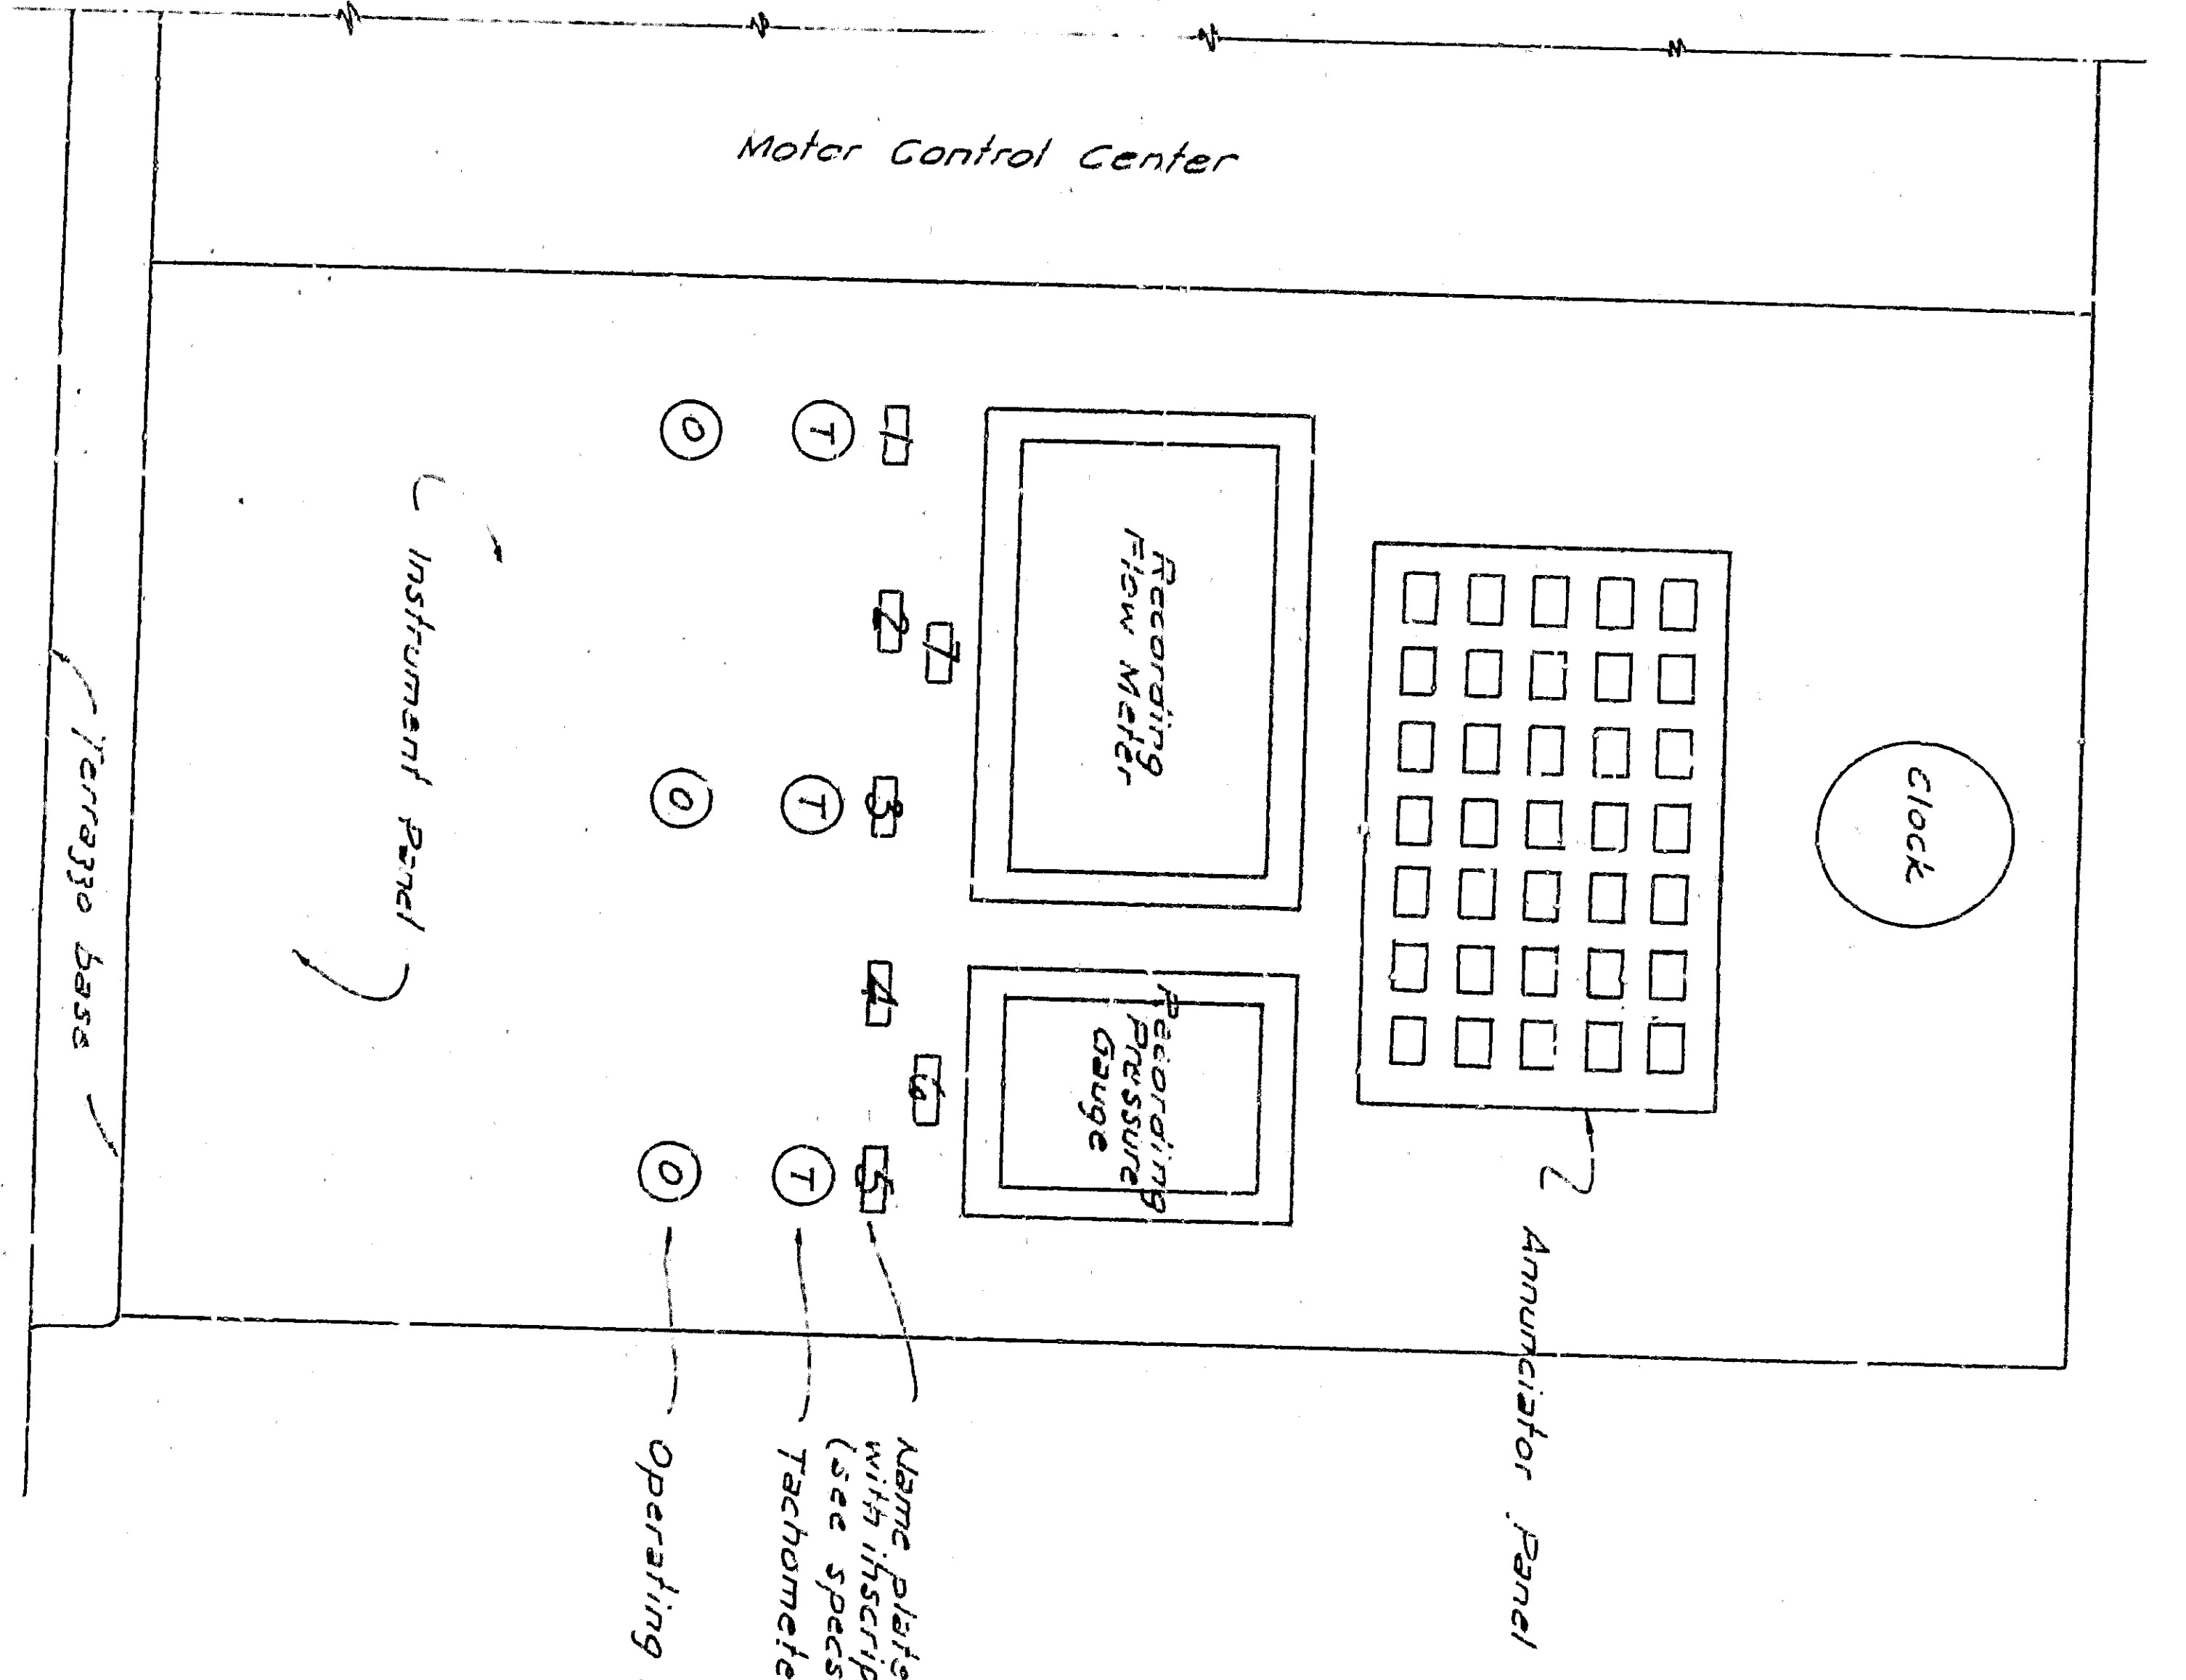 Motor Control Center
Clock
Annunciator Panel
Recording
Flow Meter
Recording
Pressure
Gauge
1
2
3
4
5
6
7
T
T
T
O
O
O
Name plate
with inscrip
(see specs
Tachomete
Operating
Instrument Panel
Terrazzo base